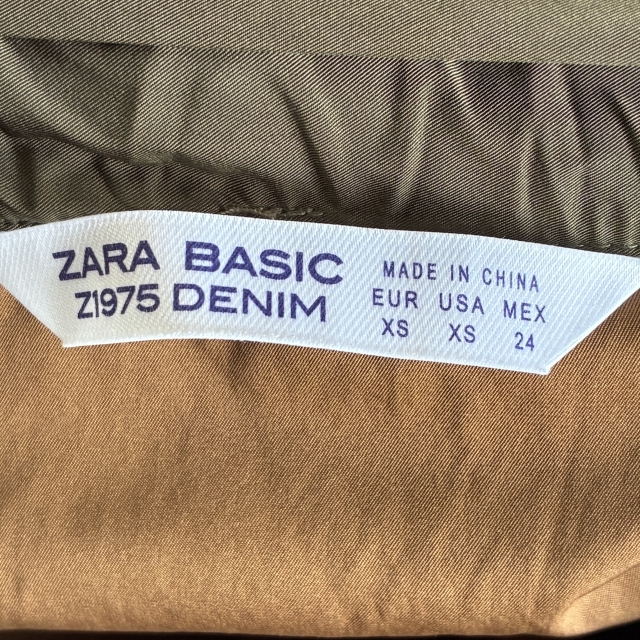 ZARA BASIC
Z1975 DENIM
MADE IN CHINA
EUR USA MEX
XS XS 24